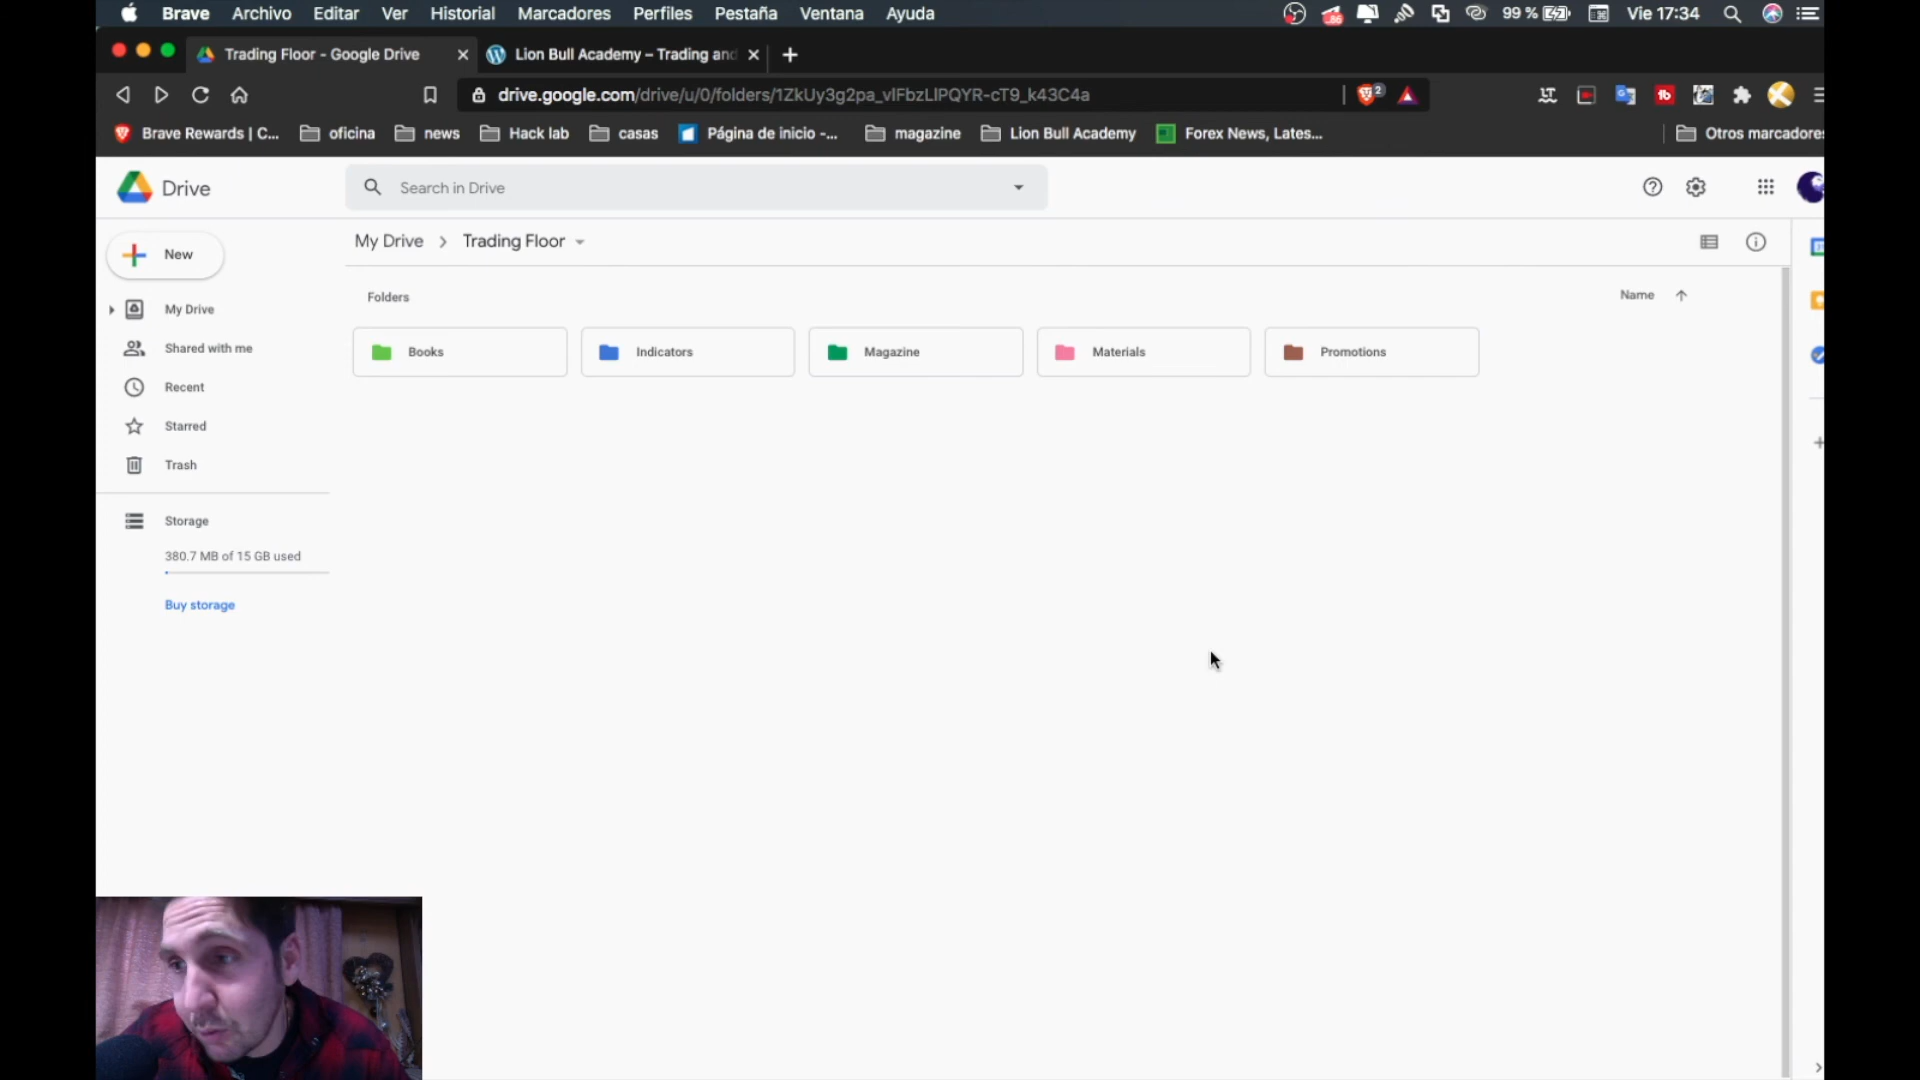 Brave Archivo Editar Ver Historial Marcadores Perfiles Pestaña Ventana Ayuda 99 % Vie 17:34
Trading Floor - Google Drive Lion Bull Academy – Trading and
drive.google.com/drive/u/0/folders/1ZkUy3g2pa_vIFbzLIPQYR-cT9_k43C4a 2
Brave Rewards | C... oficina news Hack lab casas Página de inicio -... magazine Lion Bull Academy Forex News, Lates... Otros marcadores
Drive Search in Drive
My Drive Trading Floor
New
Folders Name
My Drive
Books Indicators Magazine Materials Promotions
Shared with me
Recent
Starred
Trash
Storage
380.7 MB of 15 GB used
Buy storage